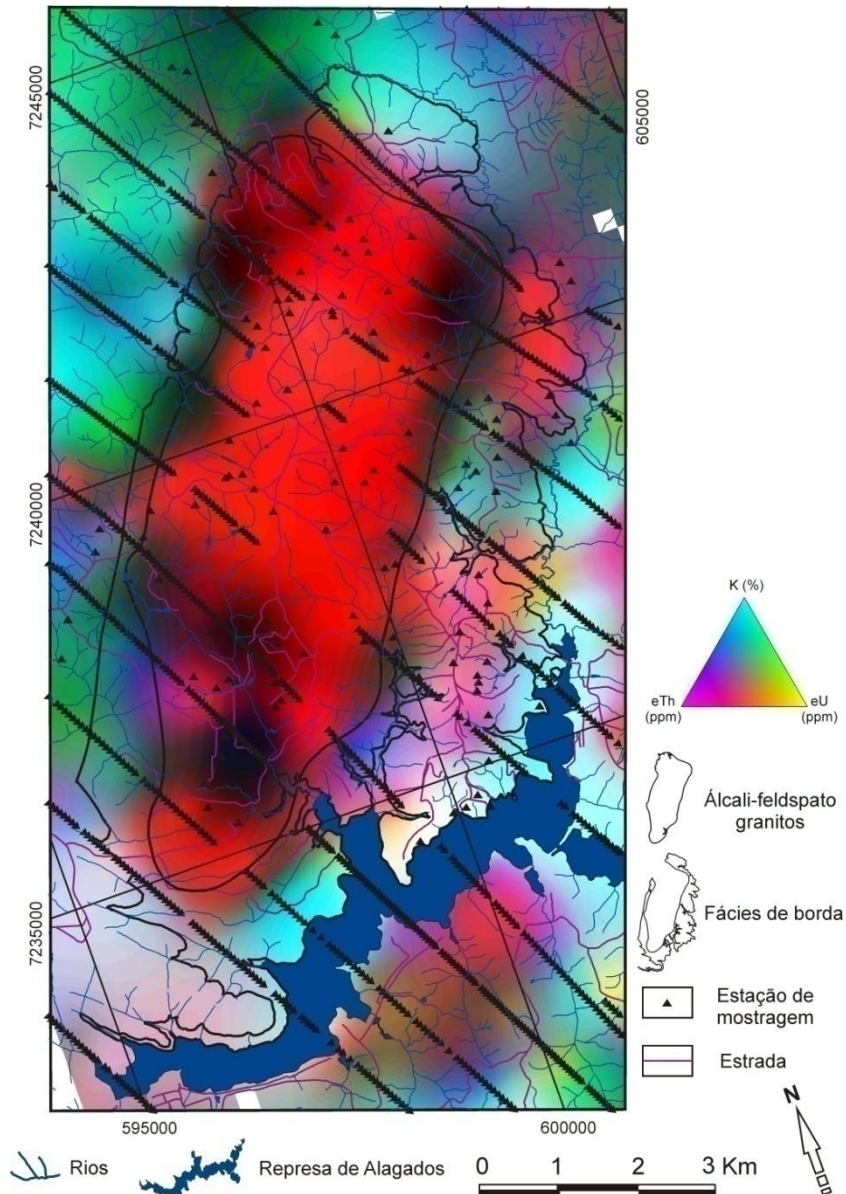 7245000
605000
7240000
7235000
595000
600000
K (%)
eTh
(ppm)
eU
(ppm)
Álcali-feldspato
granitos
Fácies de borda
Estação de
mostragem
Estrada
N
Rios
Represa de Alagados
0 1 2 3 Km